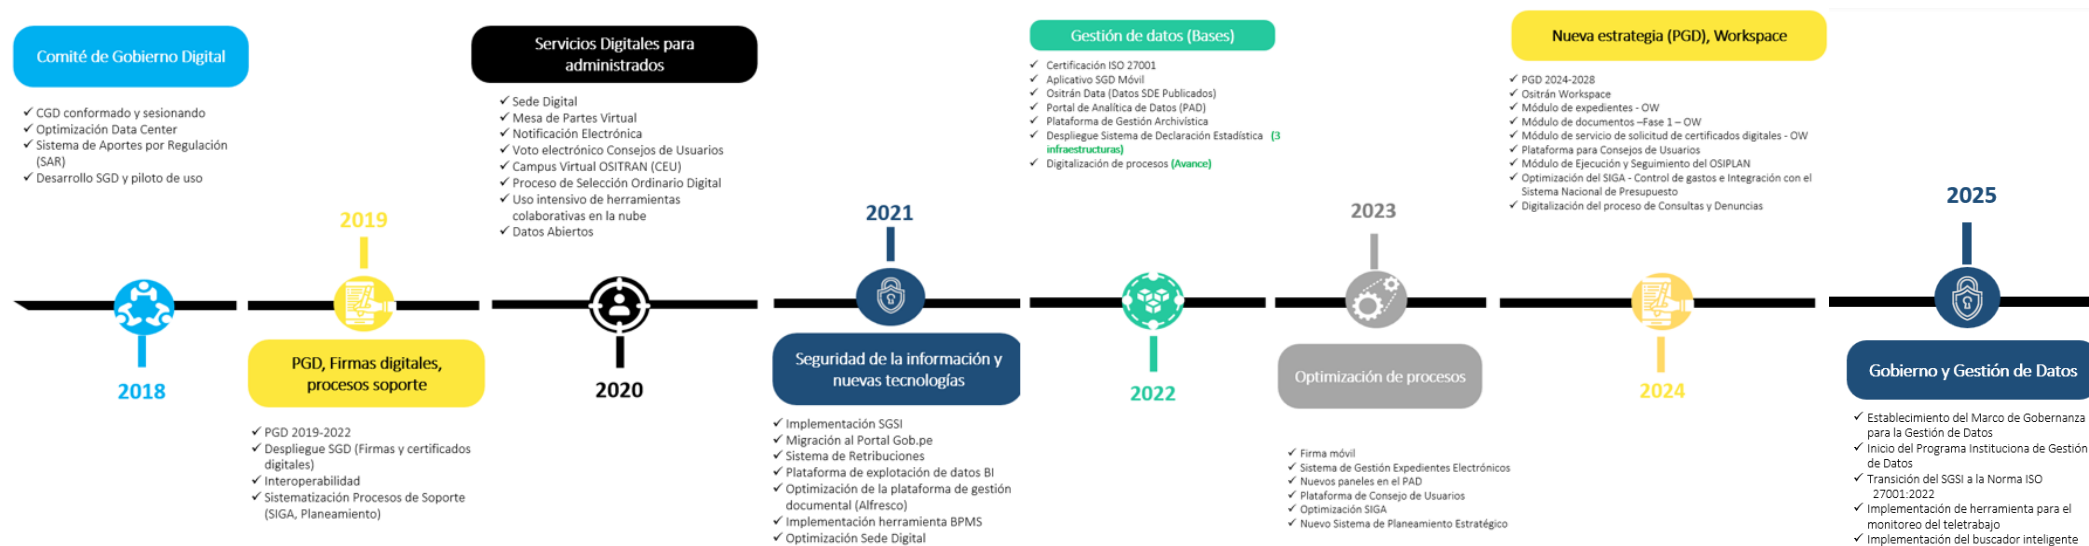 Comité de Gobierno Digital
✓ CGD conformado y sesionando
✓ Optimización Data Center
✓ Sistema de Aportes por Regulación
(SAR)
✓ Desarrollo SGD y piloto de uso
2018
2019
PGD, Firmas digitales,
procesos soporte
✓ PGD 2019-2022
✓ Despliegue SGD (Firmas y certificados
digitales)
✓ Interoperabilidad
✓ Sistematización Procesos de Soporte
(SIGA, Planeamiento)
Servicios Digitales para
administrados
✓ Sede Digital
✓ Mesa de Partes Virtual
✓ Notificación Electrónica
✓ Voto electrónico Consejos de Usuarios
✓ Campus Virtual OSITRAN (CEU)
✓ Proceso de Selección Ordinario Digital
✓ Uso intensivo de herramientas
colaborativas en la nube
✓ Datos Abiertos
2020
2021
Seguridad de la información y
nuevas tecnologías
✓ Implementación SGSI
✓ Migración al Portal Gob.pe
✓ Sistema de Retribuciones
✓ Plataforma de explotación de datos BI
✓ Optimización de la plataforma de gestión
documental (Alfresco)
✓ Implementación herramienta BPMS
✓ Optimización Sede Digital
Gestión de datos (Bases)
✓ Certificación ISO 27001
✓ Aplicativo SGD Móvil
✓ Ositrán Data (Datos SDE Publicados)
✓ Portal de Analítica de Datos (PAD)
✓ Plataforma de Gestión Archivística
✓ Despliegue Sistema de Declaración Estadística (3
infraestructuras)
✓ Digitalización de procesos (Avance)
2022
2023
Optimización de procesos
✓ Firma móvil
✓ Sistema de Gestión Expedientes Electrónicos
✓ Nuevos paneles en el PAD
✓ Plataforma de Consejo de Usuarios
✓ Optimización SIGA
✓ Nuevo Sistema de Planeamiento Estratégico
Nueva estrategia (PGD), Workspace
✓ PGD 2024-2028
✓ Ositrán Workspace
✓ Módulo de expedientes - OW
✓ Módulo de documentos –Fase 1 – OW
✓ Módulo de servicio de solicitud de certificados digitales - OW
✓ Plataforma para Consejos de Usuarios
✓ Módulo de Ejecución y Seguimiento del OSIPLAN
✓ Optimización del SIGA - Control de gastos e Integración con el
Sistema Nacional de Presupuesto
✓ Digitalización del proceso de Consultas y Denuncias
2024
2025
Gobierno y Gestión de Datos
✓ Establecimiento del Marco de Gobernanza
para la Gestión de Datos
✓ Inicio del Programa Instituciona de Gestión
de Datos
✓ Transición del SGSI a la Norma ISO
27001:2022
✓ Implementación de herramienta para el
monitoreo del teletrabajo
✓ Implementación del buscador inteligente